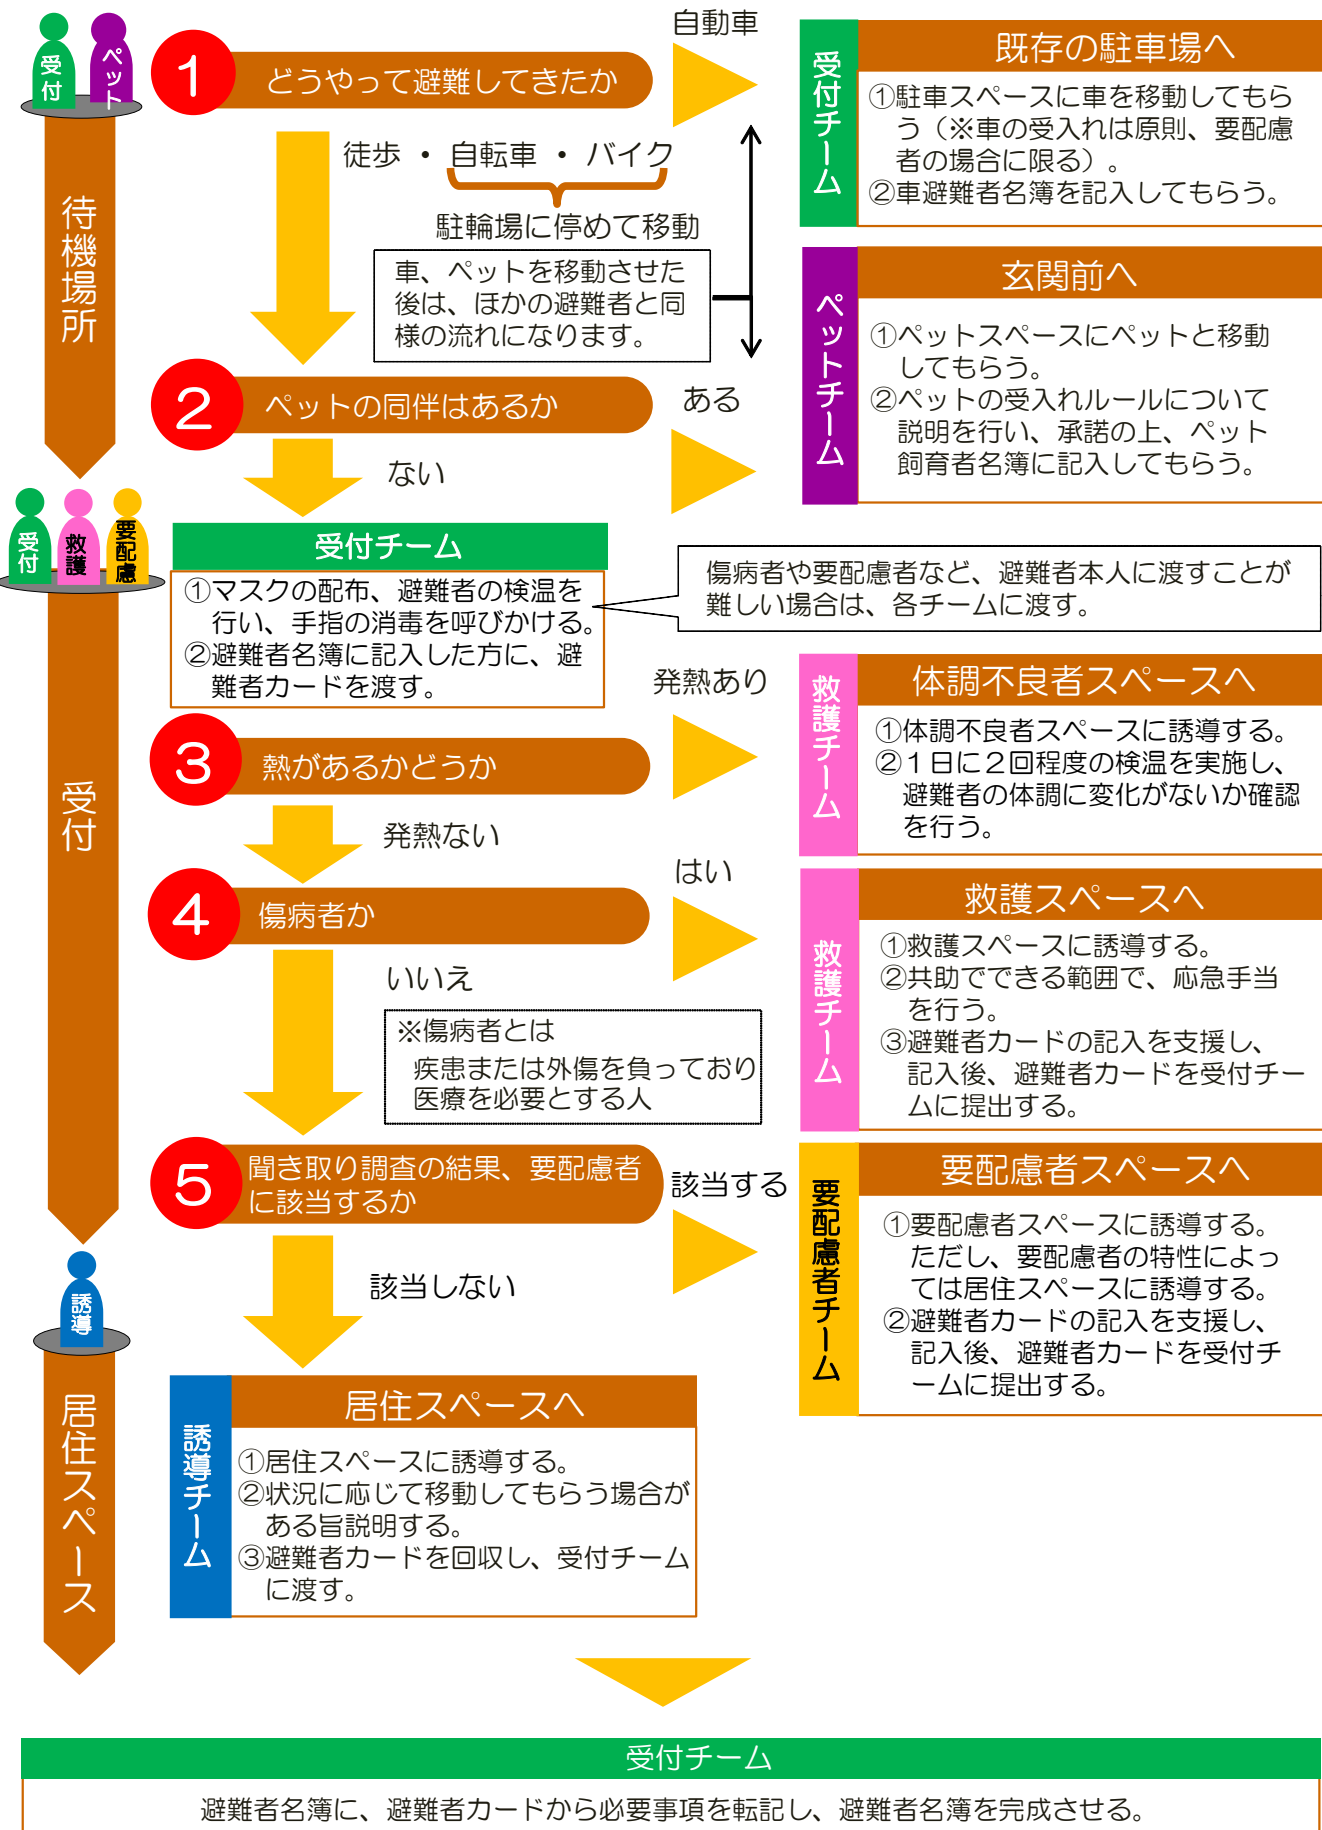 受付
ペット
待機場所
1
どうやって避難してきたか
自動車
徒歩 ・ 自転車 ・ バイク
駐輪場に停めて移動
車、ペットを移動させた
後は、ほかの避難者と同
様の流れになります。
受付チーム
既存の駐車場へ
①駐車スペースに車を移動してもら
う（※車の受入れは原則、要配慮
者の場合に限る）。
②車避難者名簿を記入してもらう。
2
ペットの同伴はあるか
ある
ない
ペットチーム
玄関前へ
①ペットスペースにペットと移動
してもらう。
②ペットの受入れルールについて
説明を行い、承諾の上、ペット
飼育者名簿に記入してもらう。
受付
救護
要配慮
受付
受付チーム
①マスクの配布、避難者の検温を
行い、手指の消毒を呼びかける。
②避難者名簿に記入した方に、避
難者カードを渡す。
傷病者や要配慮者など、避難者本人に渡すことが
難しい場合は、各チームに渡す。
3
熱があるかどうか
発熱あり
発熱ない
救護チーム
体調不良者スペースへ
①体調不良者スペースに誘導する。
②１日に２回程度の検温を実施し、
避難者の体調に変化がないか確認
を行う。
4
傷病者か
はい
いいえ
※傷病者とは
疾患または外傷を負っており
医療を必要とする人
救護チーム
救護スペースへ
①救護スペースに誘導する。
②共助でできる範囲で、応急手当
を行う。
③避難者カードの記入を支援し、
記入後、避難者カードを受付チー
ムに提出する。
5
聞き取り調査の結果、要配慮者
に該当するか
該当する
該当しない
要配慮者チーム
要配慮者スペースへ
①要配慮者スペースに誘導する。
ただし、要配慮者の特性によっ
ては居住スペースに誘導する。
②避難者カードの記入を支援し、
記入後、避難者カードを受付チ
ームに提出する。
誘導
居住スペース
誘導チーム
居住スペースへ
①居住スペースに誘導する。
②状況に応じて移動してもらう場合が
ある旨説明する。
③避難者カードを回収し、受付チーム
に渡す。
受付チーム
避難者名簿に、避難者カードから必要事項を転記し、避難者名簿を完成させる。